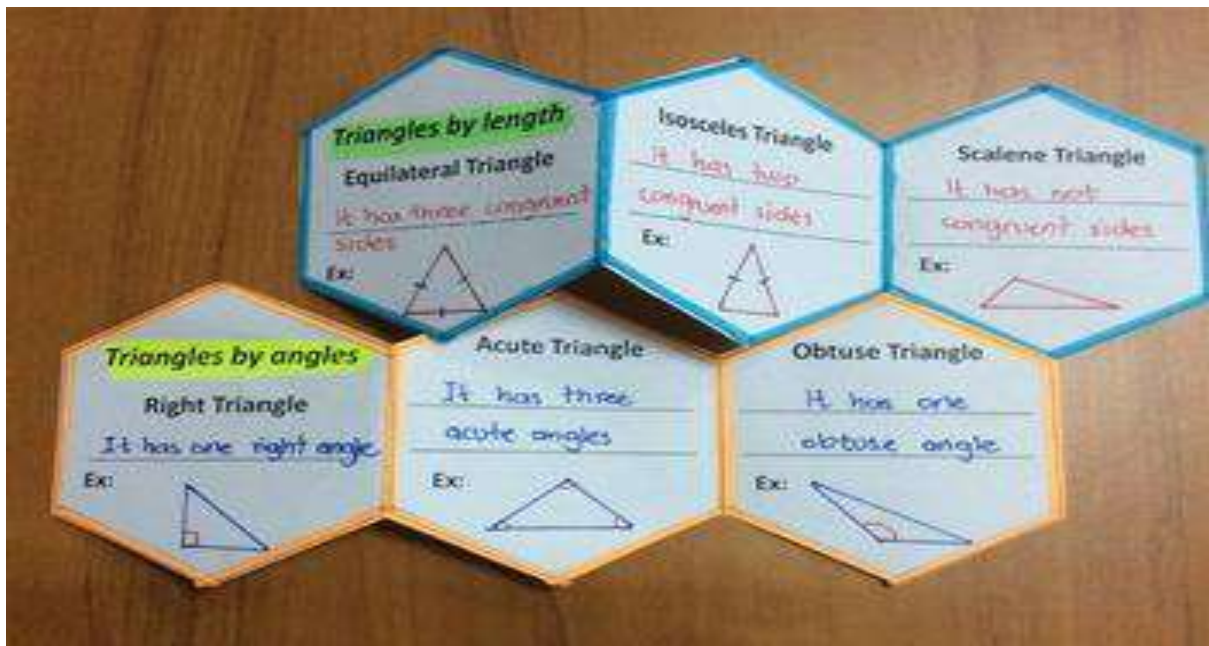 Triangles by length
Equilateral Triangle
It has three congruent
sides
Ex:
Isosceles Triangle
It has two
congruent sides
Ex:
Scalene Triangle
It has not
congruent sides
Ex:
Triangles by angles
Right Triangle
It has one right angle
Ex:
Acute Triangle
It has three
acute angles
Ex:
Obtuse Triangle
It has one
obtuse angle
Ex: